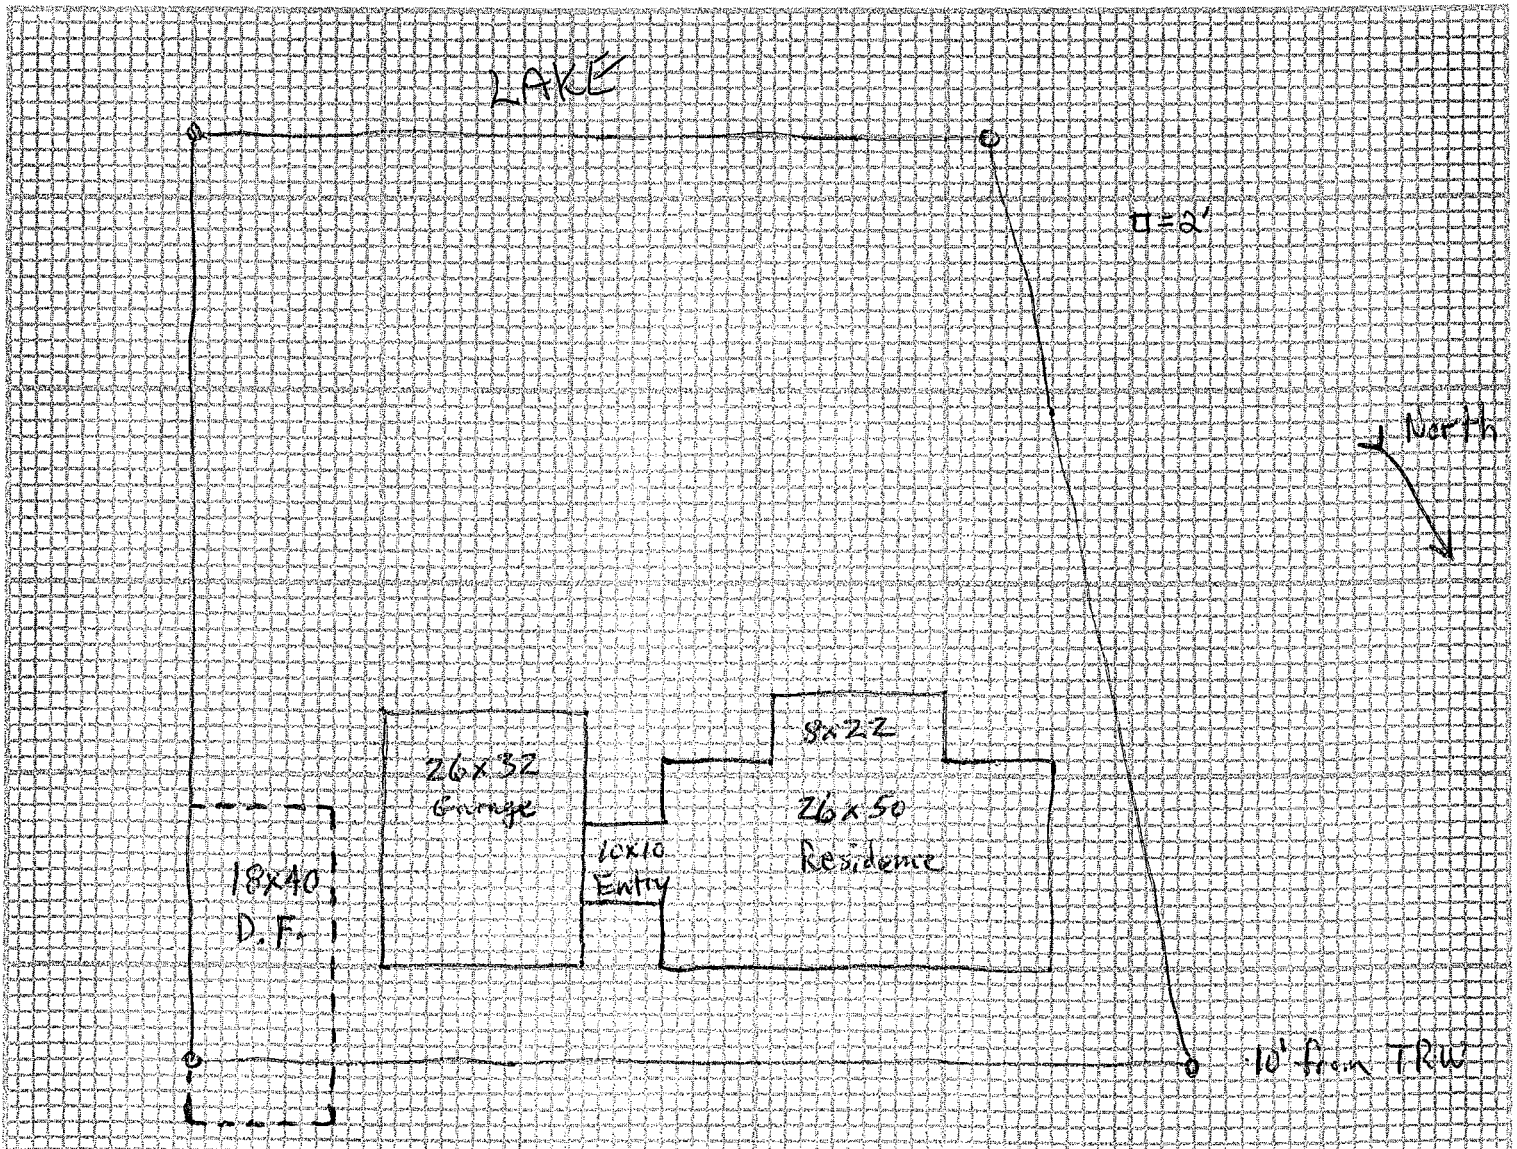 LAKE
□=2'
North
8x22
26x32
Garage
26x50
Residence
10x10
Entry
18x40
D.F.
10' from TRW